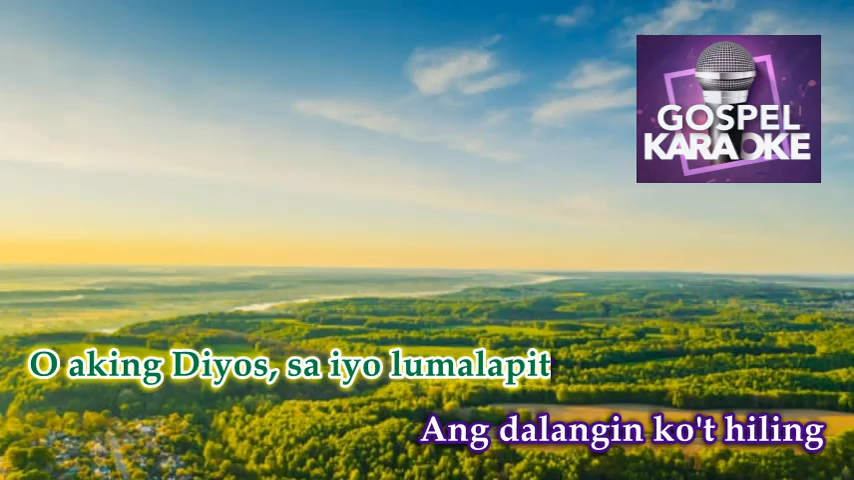 GOSPEL
KARAOKE
O aking Diyos, sa iyo lumalapit
Ang dalangin ko't hiling